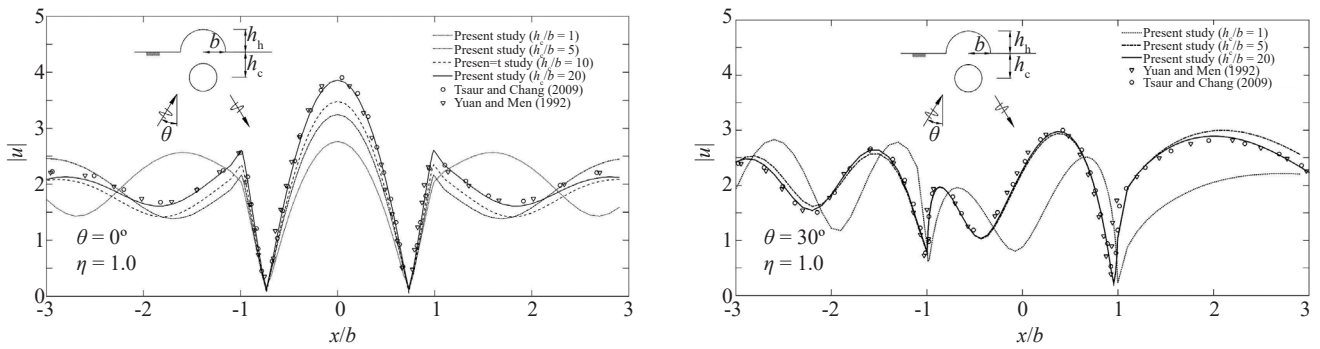 5
4
3
2
1
0
|u|
-3
-2
-1
0
1
2
3
x/b
b
h_h
h_c
θ
Present study (h_c/b = 1)
Present study (h_c/b = 5)
Presen=t study (h_c/b = 10)
Present study (h_c/b = 20)
Tsaur and Chang (2009)
Yuan and Men (1992)
θ = 0º
η = 1.0
5
4
3
2
1
0
|u|
-3
-2
-1
0
1
2
3
x/b
b
h_h
h_c
θ
Present study (h_c/b = 1)
Present study (h_c/b = 5)
Present study (h_c/b = 20)
Yuan and Men (1992)
Tsaur and Chang (2009)
θ = 30º
η = 1.0